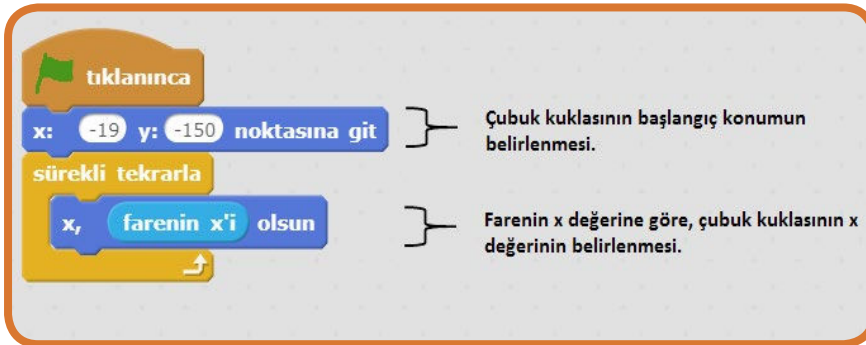 tıklanınca
x: -19 y: -150 noktasına git
Çubuk kuklasının başlangıç konumun
belirlenmesi.
sürekli tekrarla
x, farenin x'i olsun
Farenin x değerine göre, çubuk kuklasının x
değerinin belirlenmesi.